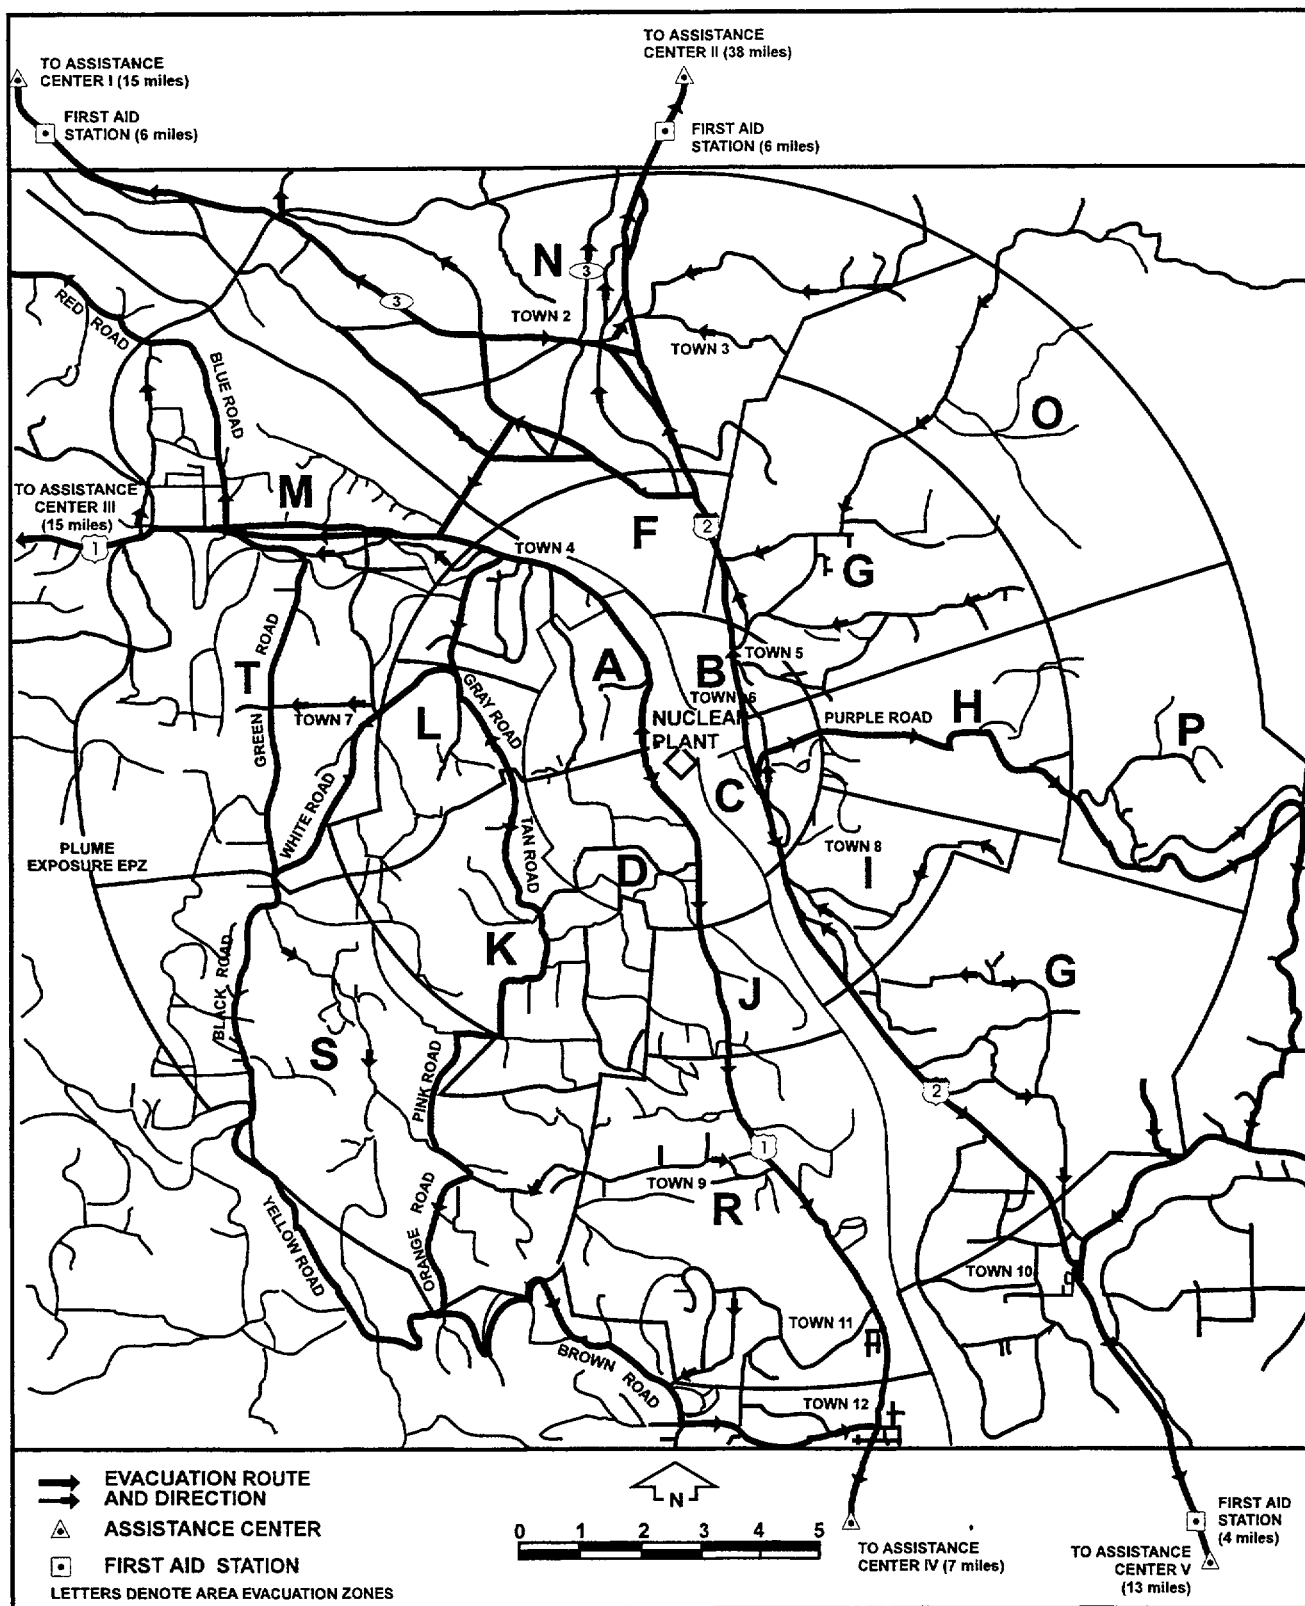 TO ASSISTANCE
CENTER I (15 miles)
FIRST AID
STATION (6 miles)
TO ASSISTANCE
CENTER II (38 miles)
FIRST AID
STATION (6 miles)
N
3
3
TOWN 2
TOWN 3
RED ROAD
BLUE ROAD
O
TO ASSISTANCE
CENTER III
(15 miles)
M
1
TOWN 4
F
2
G
GREEN ROAD
T
TOWN 7
L
GRAY ROAD
A
B
TOWN 5
TOWN 6
NUCLEAR
PLANT
PURPLE ROAD
H
P
C
WHITE ROAD
TAN ROAD
PLUME
EXPOSURE EPZ
D
TOWN 8
I
BLACK ROAD
K
J
G
S
PINK ROAD
2
1
TOWN 9
R
ORANGE ROAD
YELLOW ROAD
TOWN 10
TOWN 11
BROWN ROAD
TOWN 12
EVACUATION ROUTE
AND DIRECTION
ASSISTANCE CENTER
FIRST AID STATION
LETTERS DENOTE AREA EVACUATION ZONES
N
0 1 2 3 4 5
TO ASSISTANCE
CENTER IV (7 miles)
FIRST AID
STATION
(4 miles)
TO ASSISTANCE
CENTER V
(13 miles)